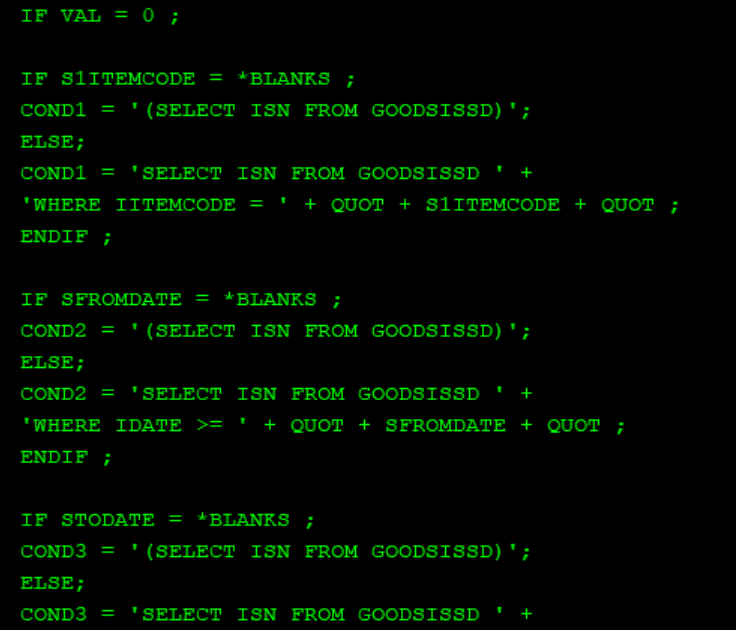 IF VAL = 0 ;
IF S1ITEMCODE = *BLANKS ;
COND1 = '(SELECT ISN FROM GOODSISSD)';
ELSE;
COND1 = 'SELECT ISN FROM GOODSISSD ' +
'WHERE IITEMCODE = ' + QUOT + S1ITEMCODE + QUOT ;
ENDIF ;
IF SFROMDATE = *BLANKS ;
COND2 = '(SELECT ISN FROM GOODSISSD)';
ELSE;
COND2 = 'SELECT ISN FROM GOODSISSD ' +
'WHERE IDATE >= ' + QUOT + SFROMDATE + QUOT ;
ENDIF ;
IF STODATE = *BLANKS ;
COND3 = '(SELECT ISN FROM GOODSISSD)';
ELSE;
COND3 = 'SELECT ISN FROM GOODSISSD ' +